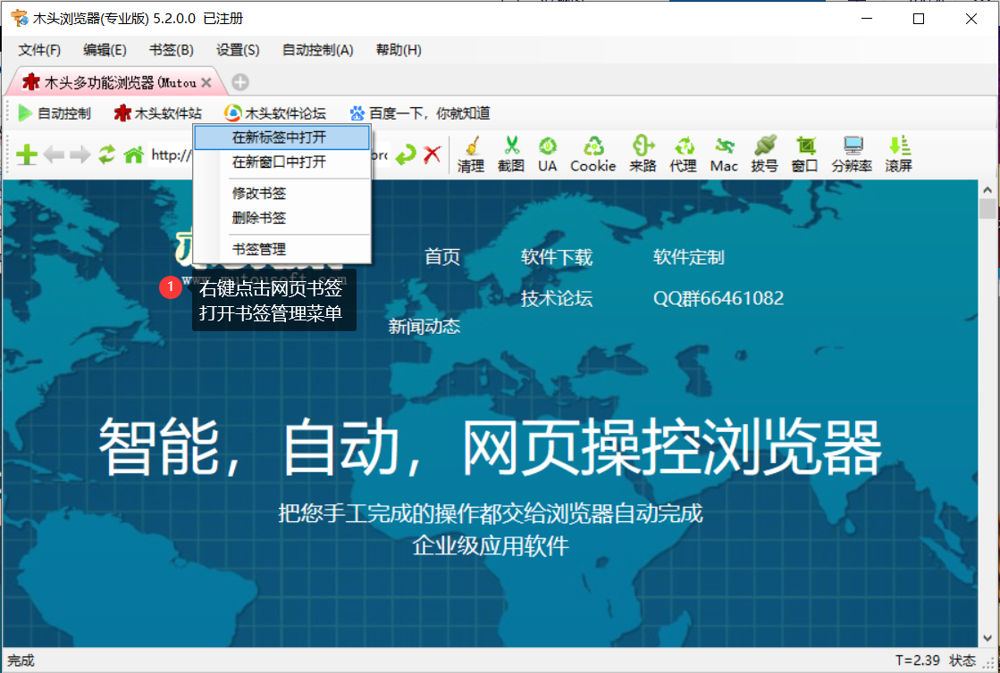 木头浏览器(专业版) 5.2.0.0 已注册
文件(F) 编辑(E) 书签(B) 设置(S) 自动控制(A) 帮助(H)
木头多功能浏览器(Mutou
自动控制 木头软件站 木头软件论坛 百度一下，你就知道
http://
清理 截图 UA Cookie 来路 代理 Mac 拔号 窗口 分辨率 滚屏
在新标签中打开
在新窗口中打开
修改书签
删除书签
书签管理
www.mutousoft.com
1 右键点击网页书签
打开书签管理菜单
首页 软件下载 软件定制
技术论坛 QQ群66461082
新闻动态
智能，自动，网页操控浏览器
把您手工完成的操作都交给浏览器自动完成
企业级应用软件
完成 T=2.39 状态